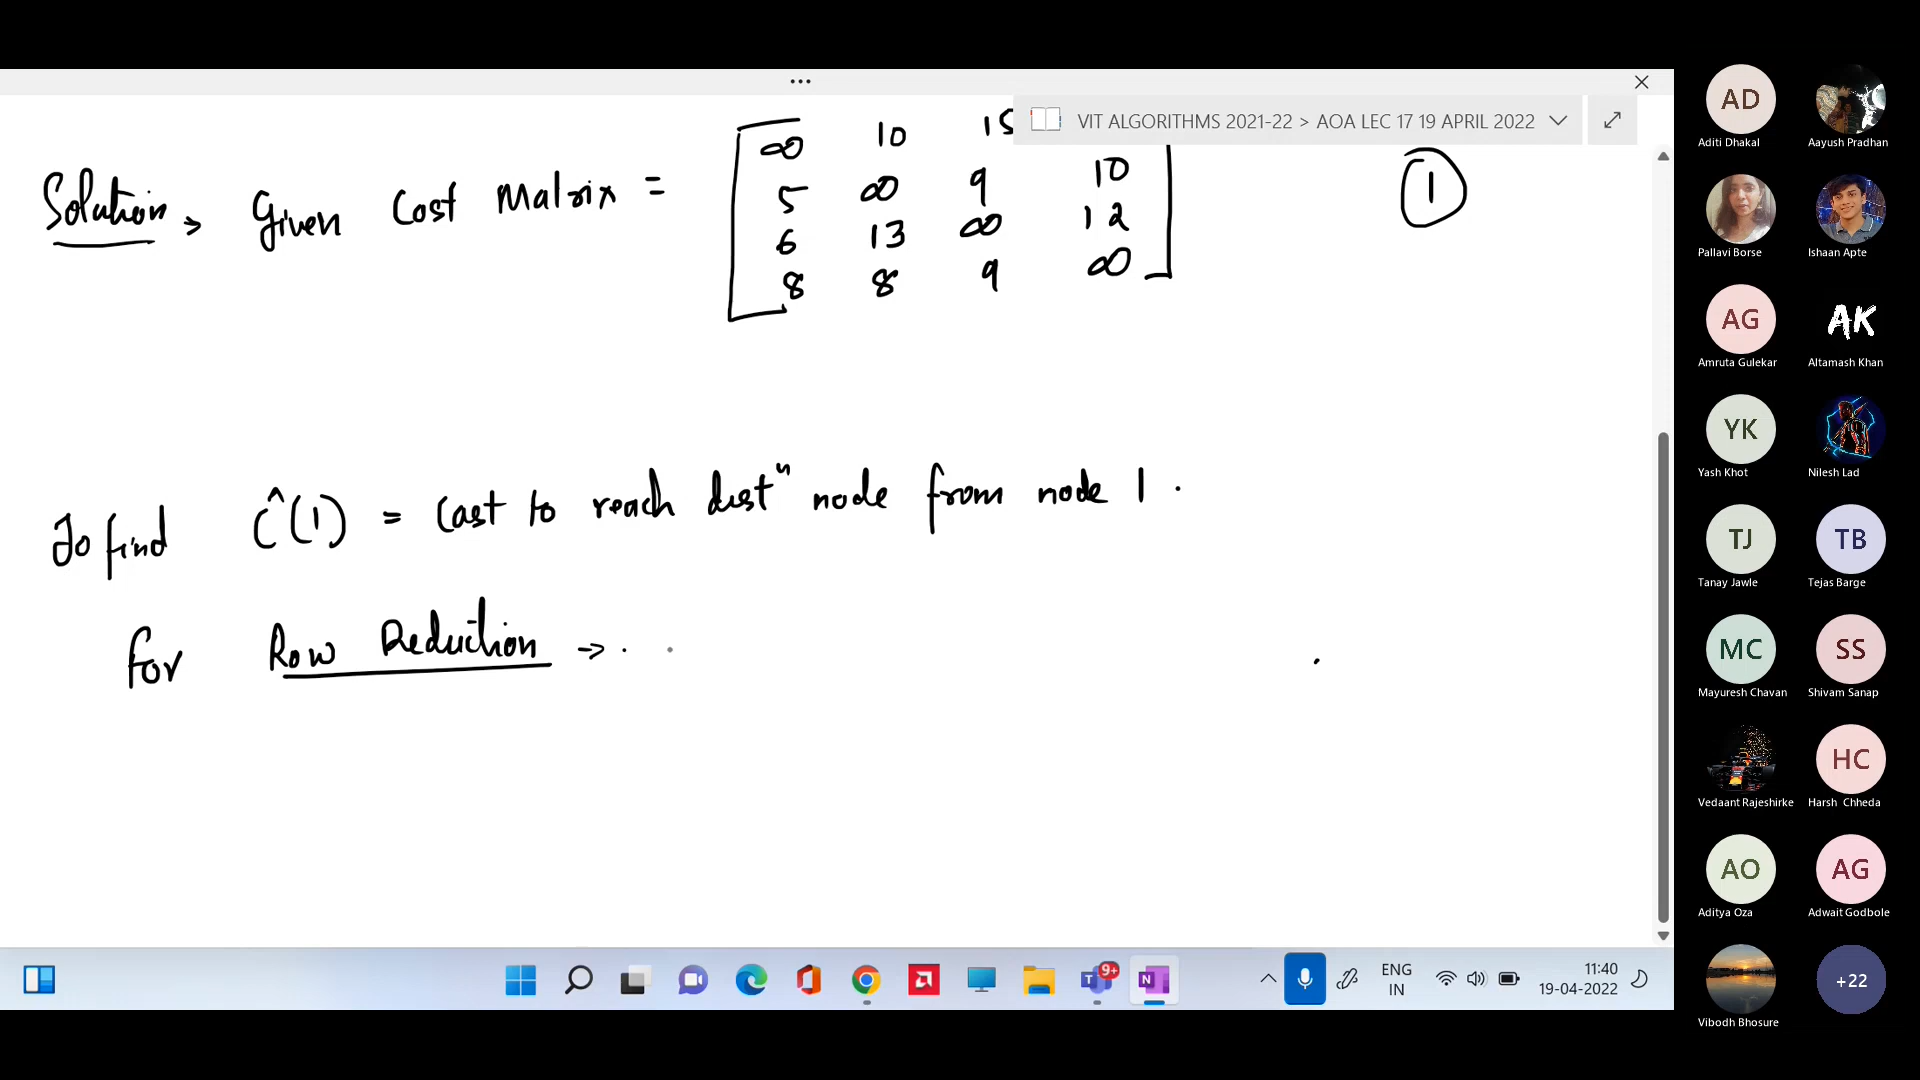 VIT ALGORITHMS 2021-22 > AOA LEC 17 19 APRIL 2022
Solution → Given Cost Matrix =
∞ 10 15
5 ∞ 9 10
6 13 ∞ 12
8 8 9 ∞
1
To find ĉ(1) = cost to reach distⁿ node from node 1.
For Row Reduction →
AD
Aditi Dhakal
Aayush Pradhan
Pallavi Borse
Ishaan Apte
AG
AK
Amruta Gulekar
Altamash Khan
YK
Yash Khot
Nilesh Lad
TJ
TB
Tanay Jawle
Tejas Barge
MC
SS
Mayuresh Chavan
Shivam Sanap
HC
Vedaant Rajeshirke
Harsh Chheda
AO
AG
Aditya Oza
Adwait Godbole
+22
Vibodh Bhosure
9+
T
N
ENG
IN
11:40
19-04-2022